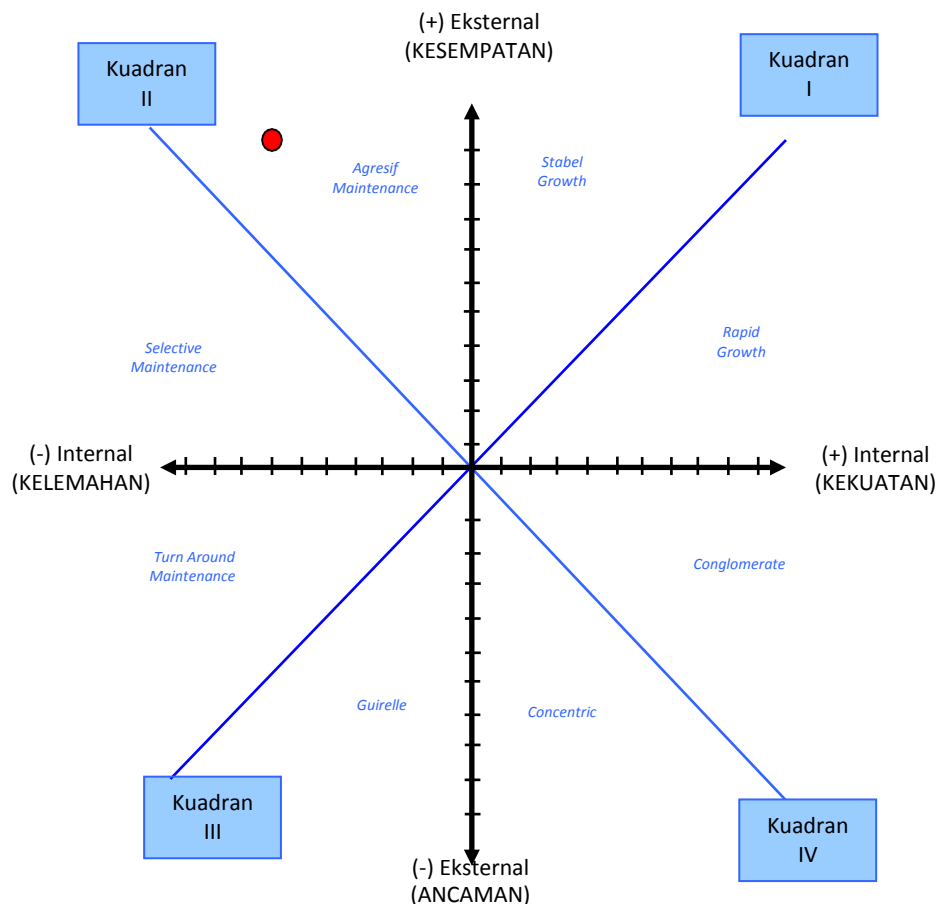 (+) Eksternal
(KESEMPATAN)
Kuadran
II
Kuadran
I
Agresif
Maintenance
Stabel
Growth
Selective
Maintenance
Rapid
Growth
(-) Internal
(KELEMAHAN)
(+) Internal
(KEKUATAN)
Turn Around
Maintenance
Conglomerate
Guirelle
Concentric
Kuadran
III
Kuadran
IV
(-) Eksternal
(ANCAMAN)